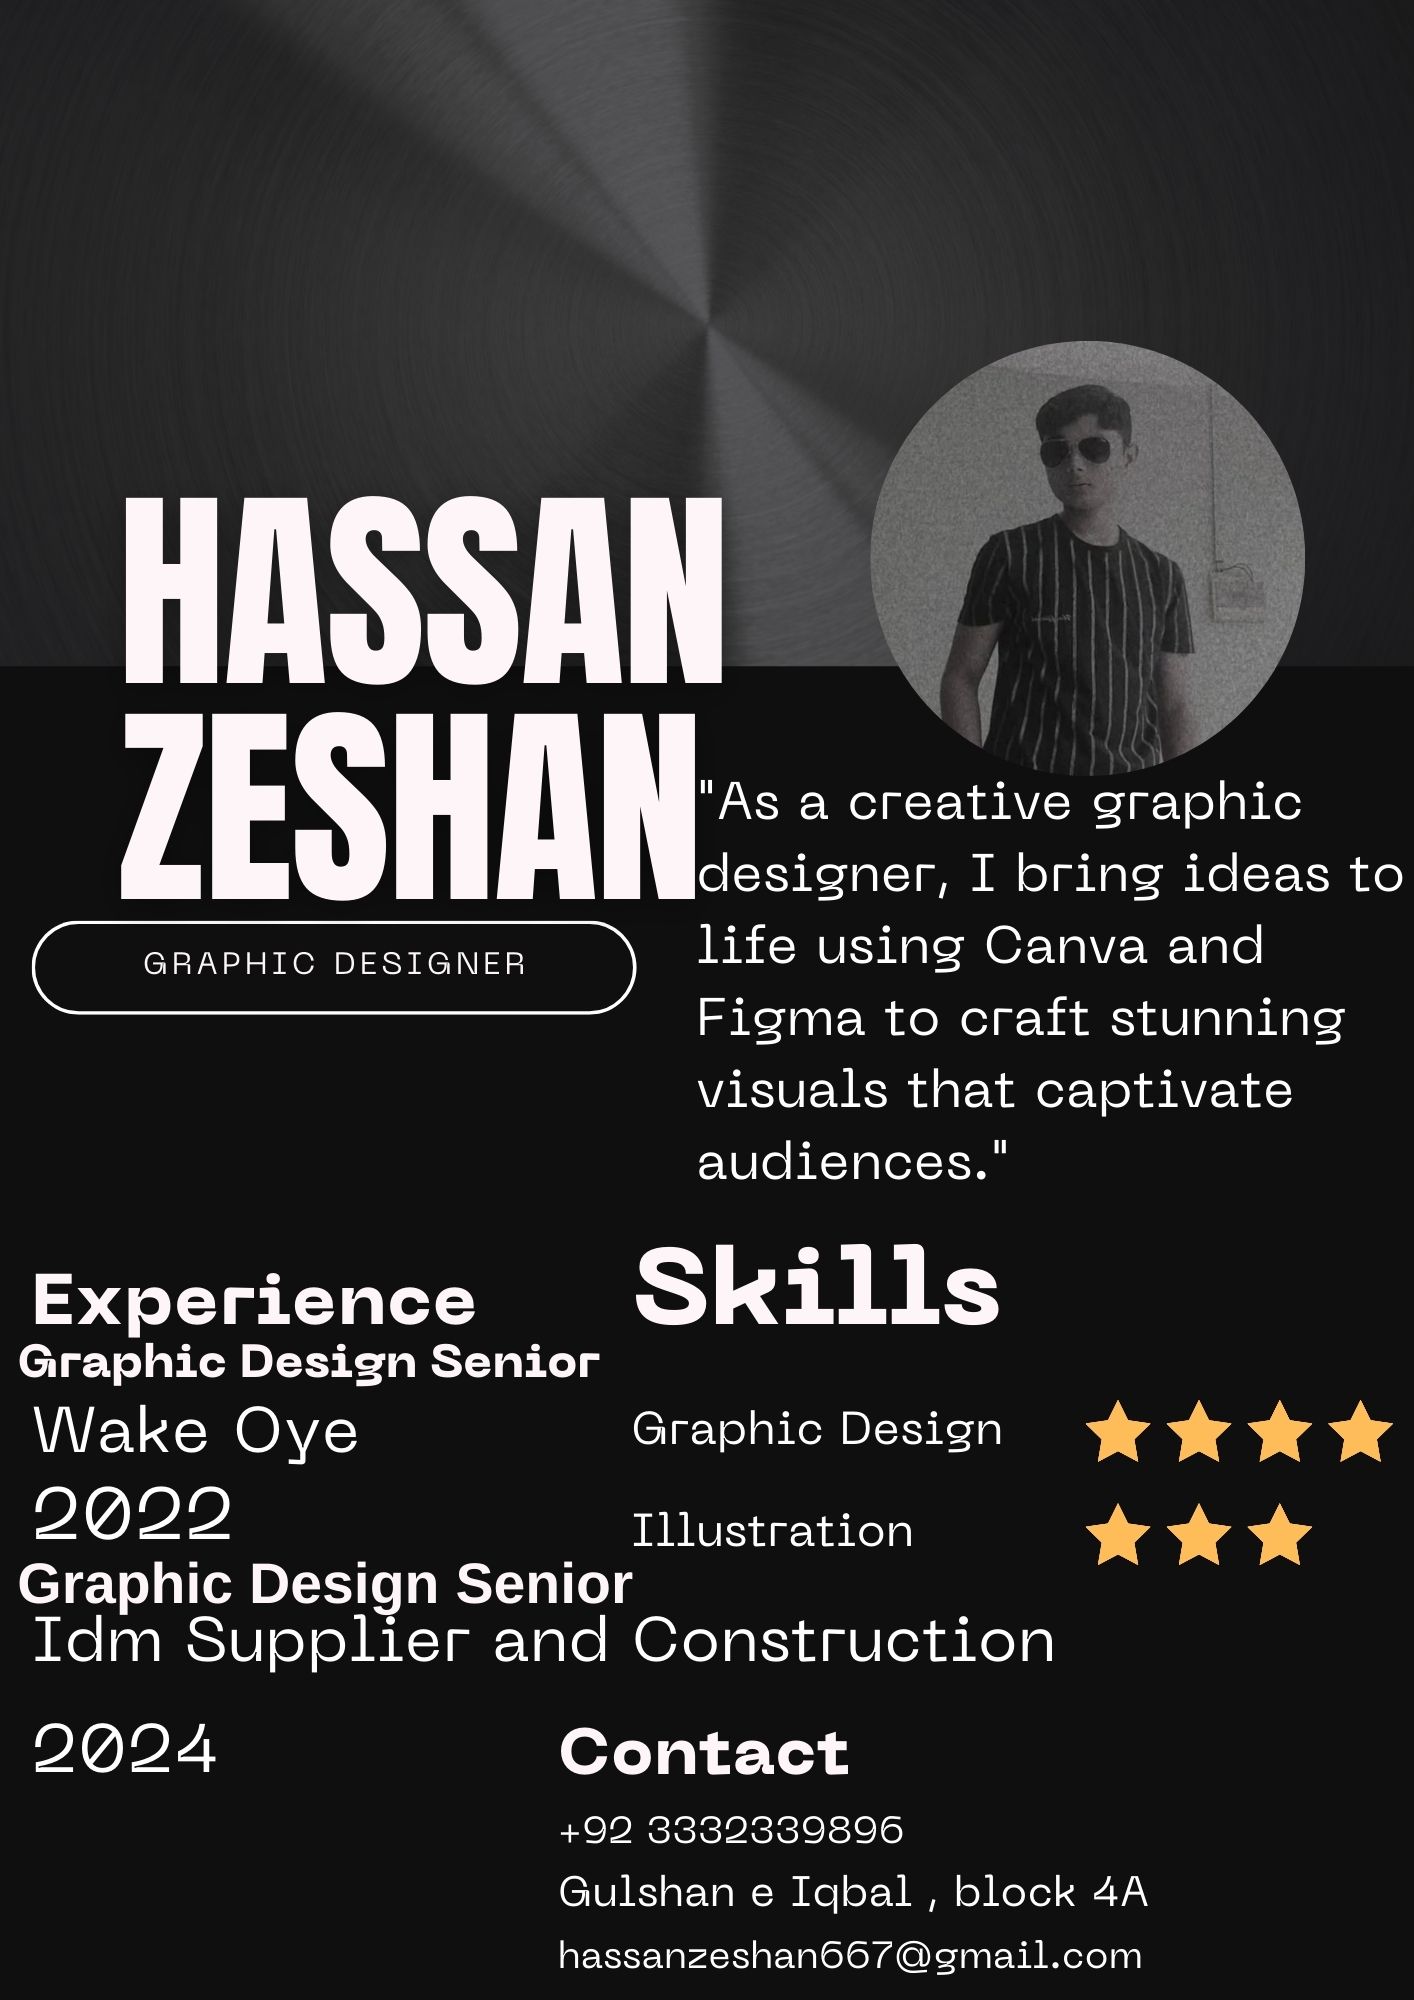 HASSAN
ZESHAN
GRAPHIC DESIGNER
"As a creative graphic
designer, I bring ideas to
life using Canva and
Figma to craft stunning
visuals that captivate
audiences."
Experience
Graphic Design Senior
Wake Oye
2022
Graphic Design Senior
Idm Supplier and Construction
2024
Skills
Graphic Design
Illustration
Contact
+92 3332339896
Gulshan e Iqbal , block 4A
hassanzeshan667@gmail.com